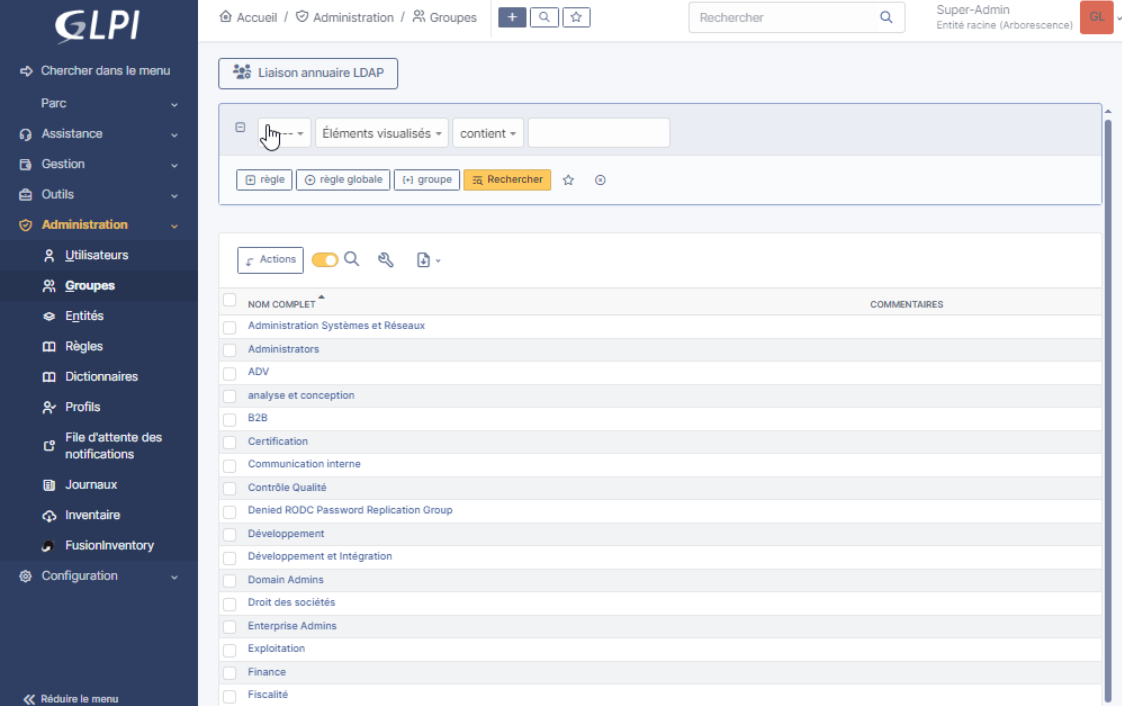 GLPI
Accueil / Administration / Groupes
Rechercher
Super-Admin
Entité racine (Arborescence)
GL
Chercher dans le menu
Parc
Assistance
Gestion
Outils
Administration
Utilisateurs
Groupes
Entités
Règles
Dictionnaires
Profils
File d'attente des
notifications
Journaux
Inventaire
FusionInventory
Configuration
Réduire le menu
Liaison annuaire LDAP
Éléments visualisés contient
règle règle globale groupe Rechercher
Actions
NOM COMPLET COMMENTAIRES
Administration Systèmes et Réseaux
Administrators
ADV
analyse et conception
B2B
Certification
Communication interne
Contrôle Qualité
Denied RODC Password Replication Group
Développement
Développement et Intégration
Domain Admins
Droit des sociétés
Enterprise Admins
Exploitation
Finance
Fiscalité